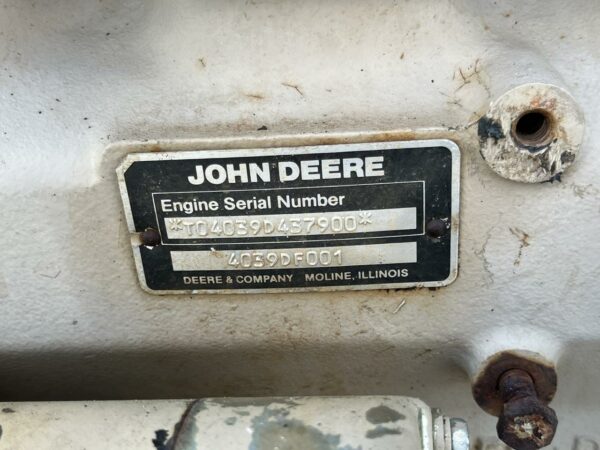 JOHN DEERE
Engine Serial Number
*T04039D437900*
4039DF001
DEERE & COMPANY MOLINE, ILLINOIS